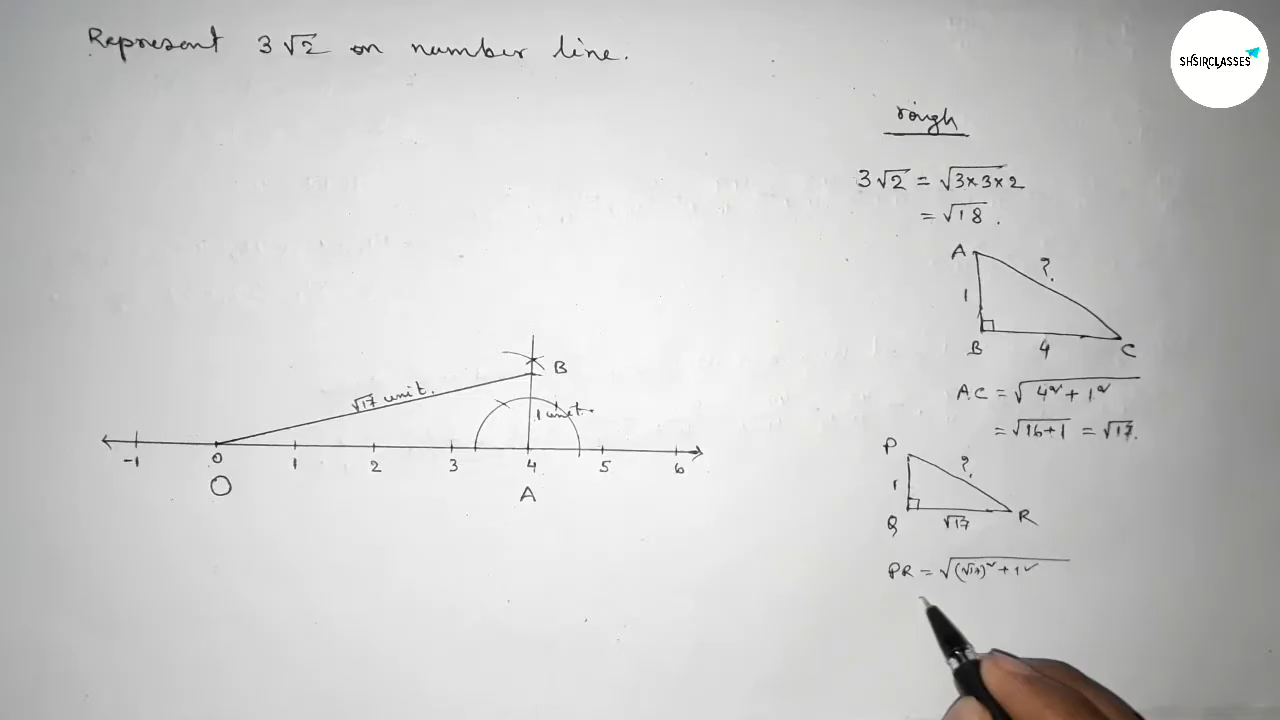 Represent 3√2 on number line.
SHSIRCLASSES
rough
3√2 = √3×3×2
= √18.
A
?
1
B
4
C
AC = √4²+1²
= √16+1 = √17.
P
?
1
Q
√17
R
PR = √(√17)²+1²
B
√17 unit.
1 unit.
-1 0 1 2 3 4 5 6
O A